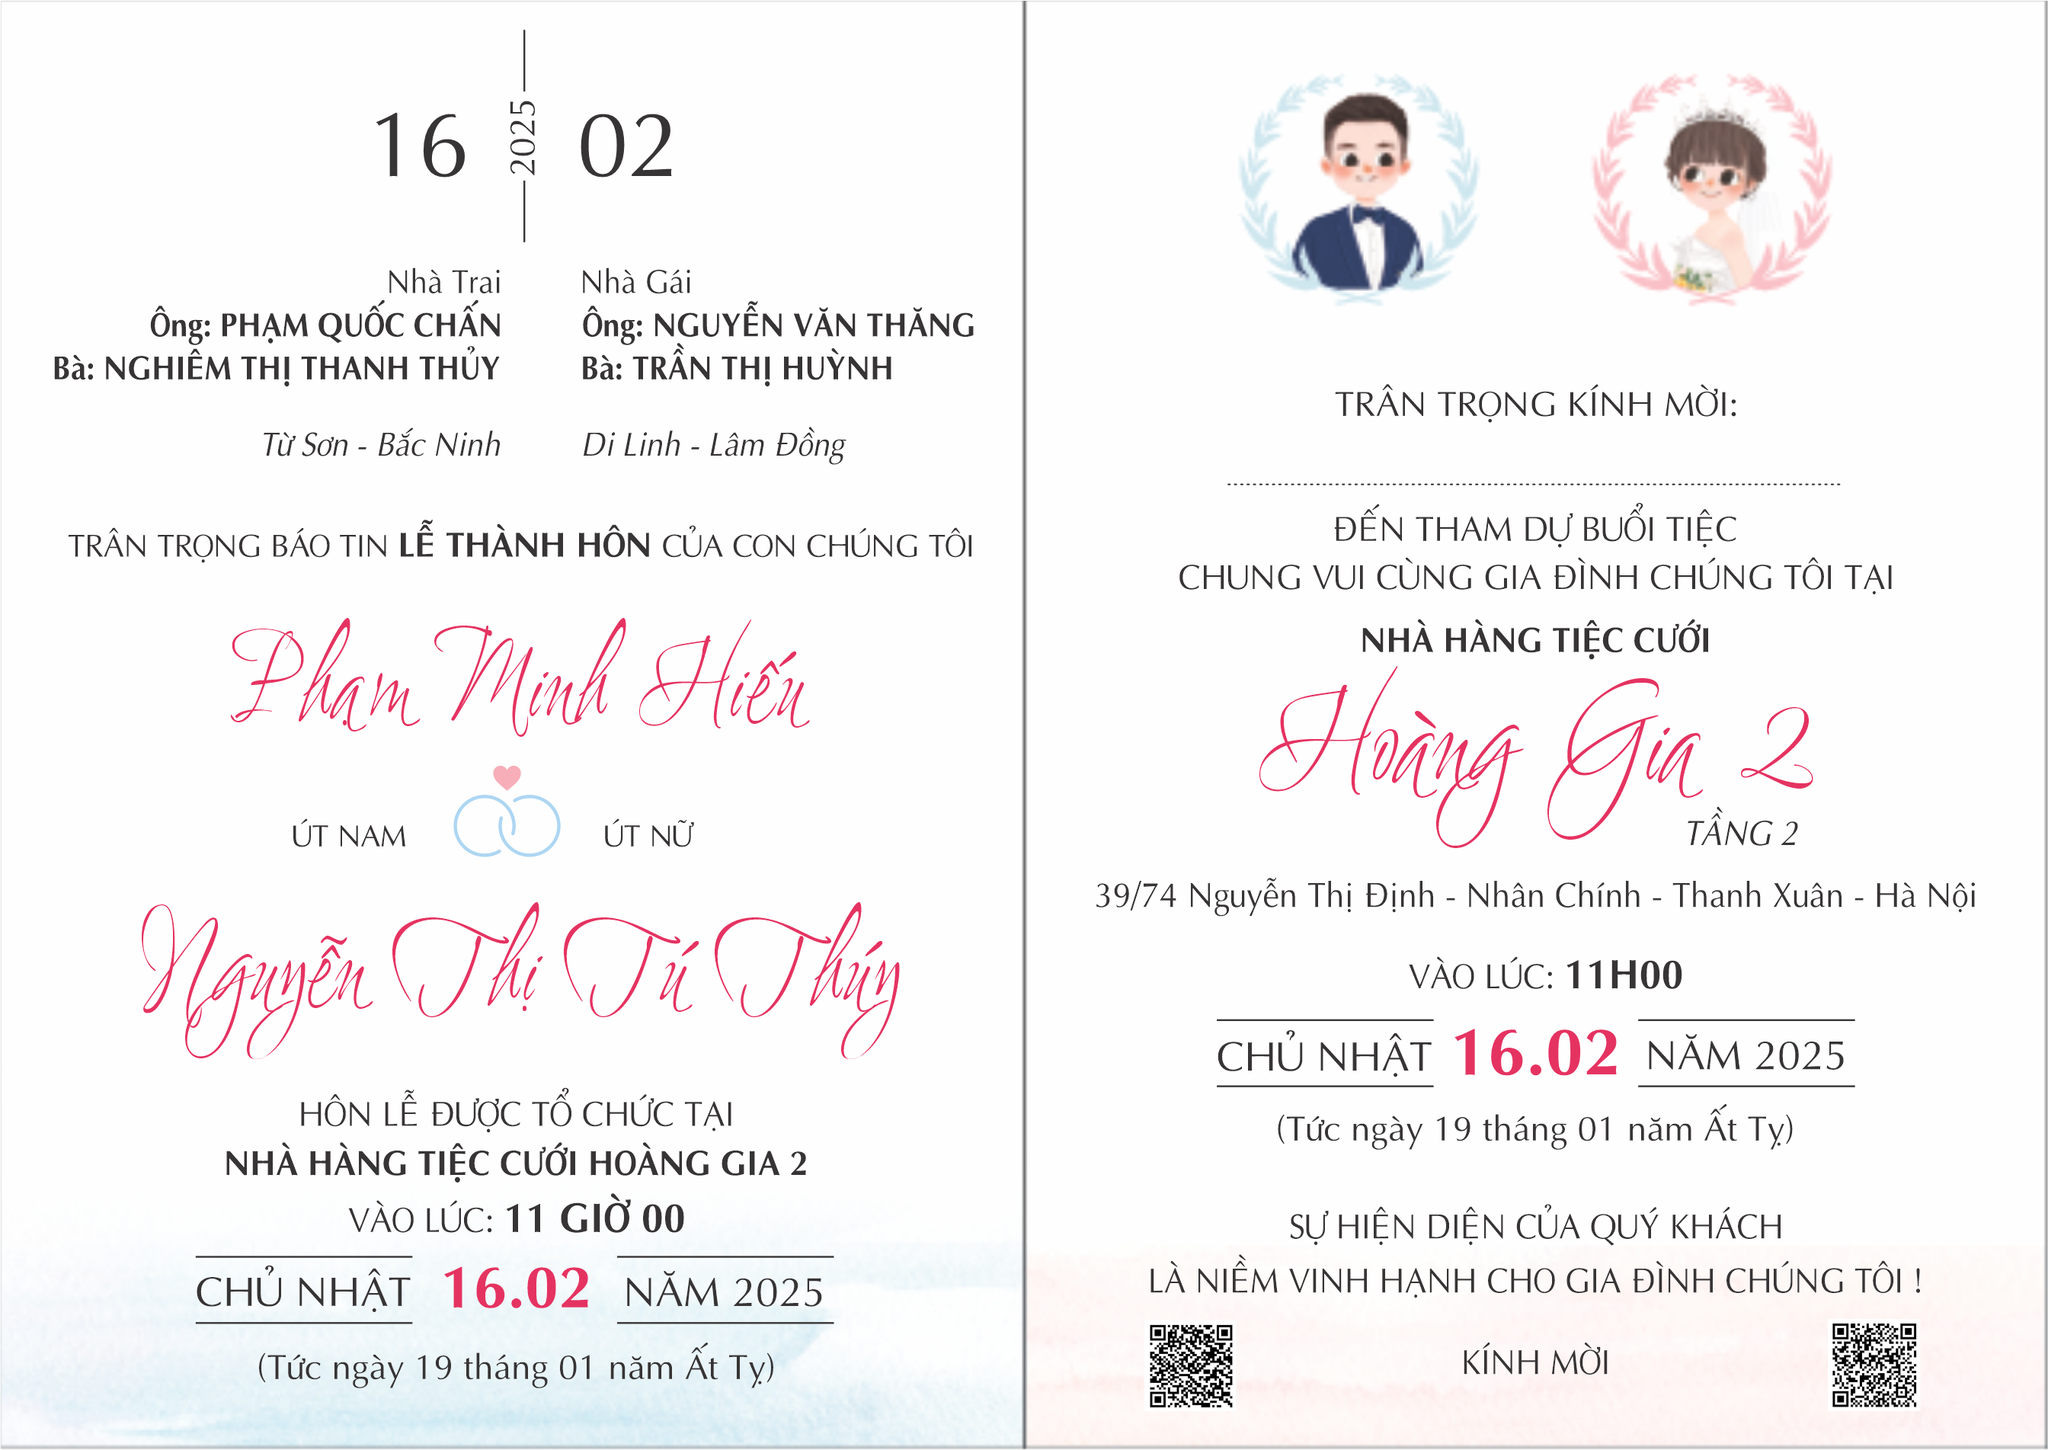 16 2025 02
Nhà Trai
Ông: PHẠM QUỐC CHẤN
Bà: NGHIÊM THỊ THANH THỦY
Từ Sơn - Bắc Ninh
Nhà Gái
Ông: NGUYỄN VĂN THĂNG
Bà: TRẦN THỊ HUỲNH
Di Linh - Lâm Đồng
TRÂN TRỌNG BÁO TIN LỄ THÀNH HÔN CỦA CON CHÚNG TÔI
Phạm Minh Hiếu
ÚT NAM ÚT NỮ
Nguyễn Thị Tú Thúy
HÔN LỄ ĐƯỢC TỔ CHỨC TẠI
NHÀ HÀNG TIỆC CƯỚI HOÀNG GIA 2
VÀO LÚC: 11 GIỜ 00
CHỦ NHẬT 16.02 NĂM 2025
(Tức ngày 19 tháng 01 năm Ất Tỵ)
TRÂN TRỌNG KÍNH MỜI:
ĐẾN THAM DỰ BUỔI TIỆC
CHUNG VUI CÙNG GIA ĐÌNH CHÚNG TÔI TẠI
NHÀ HÀNG TIỆC CƯỚI
Hoàng Gia 2
TẦNG 2
39/74 Nguyễn Thị Định - Nhân Chính - Thanh Xuân - Hà Nội
VÀO LÚC: 11H00
CHỦ NHẬT 16.02 NĂM 2025
(Tức ngày 19 tháng 01 năm Ất Tỵ)
SỰ HIỆN DIỆN CỦA QUÝ KHÁCH
LÀ NIỀM VINH HẠNH CHO GIA ĐÌNH CHÚNG TÔI !
KÍNH MỜI